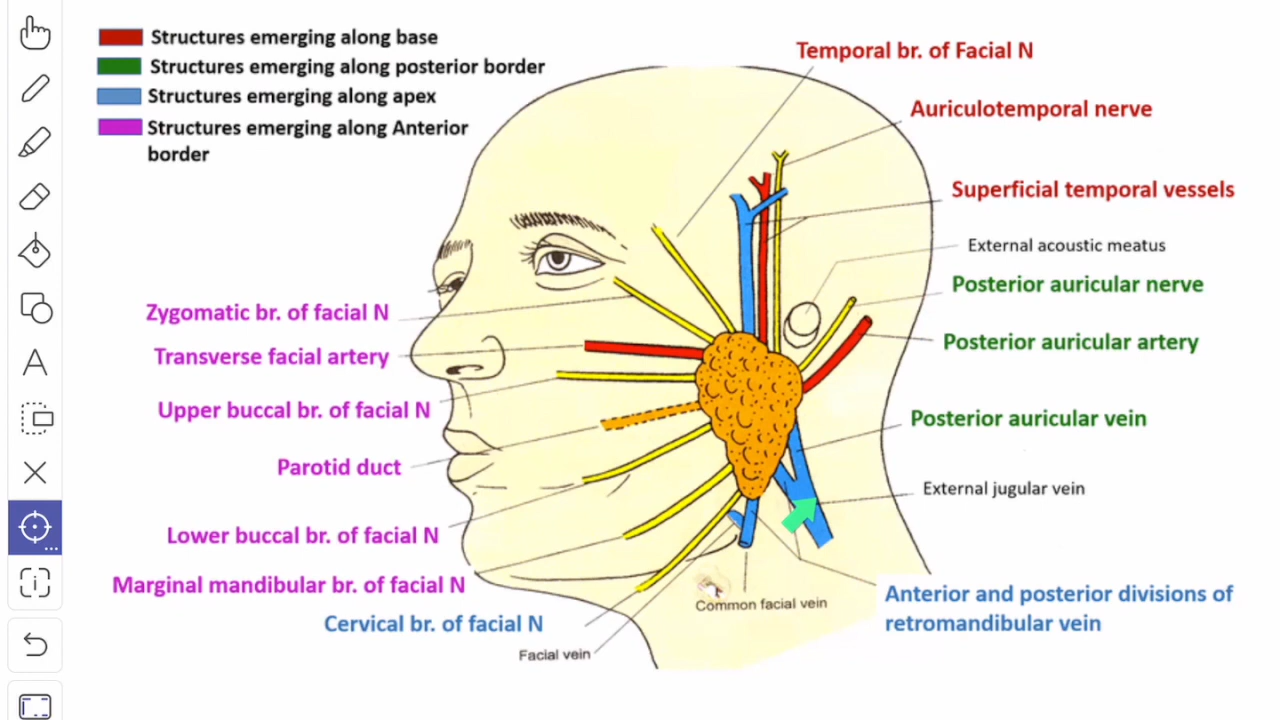 Structures emerging along base
Structures emerging along posterior border
Structures emerging along apex
Structures emerging along Anterior
border
Temporal br. of Facial N
Auriculotemporal nerve
Superficial temporal vessels
External acoustic meatus
Posterior auricular nerve
Posterior auricular artery
Posterior auricular vein
External jugular vein
Anterior and posterior divisions of
retromandibular vein
Zygomatic br. of facial N
Transverse facial artery
Upper buccal br. of facial N
Parotid duct
Lower buccal br. of facial N
Marginal mandibular br. of facial N
Cervical br. of facial N
Facial vein
Common facial vein